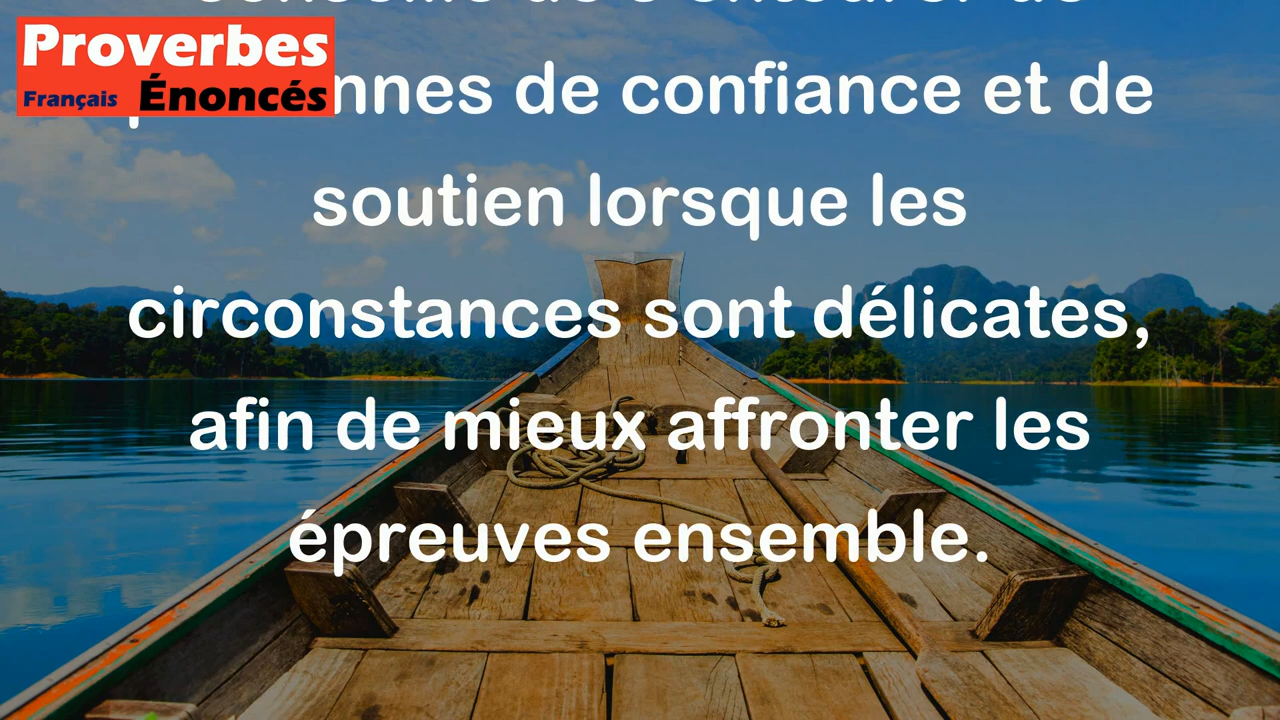 Proverbes
Français Énoncés
nnes de confiance et de
soutien lorsque les
circonstances sont délicates,
afin de mieux affronter les
épreuves ensemble.